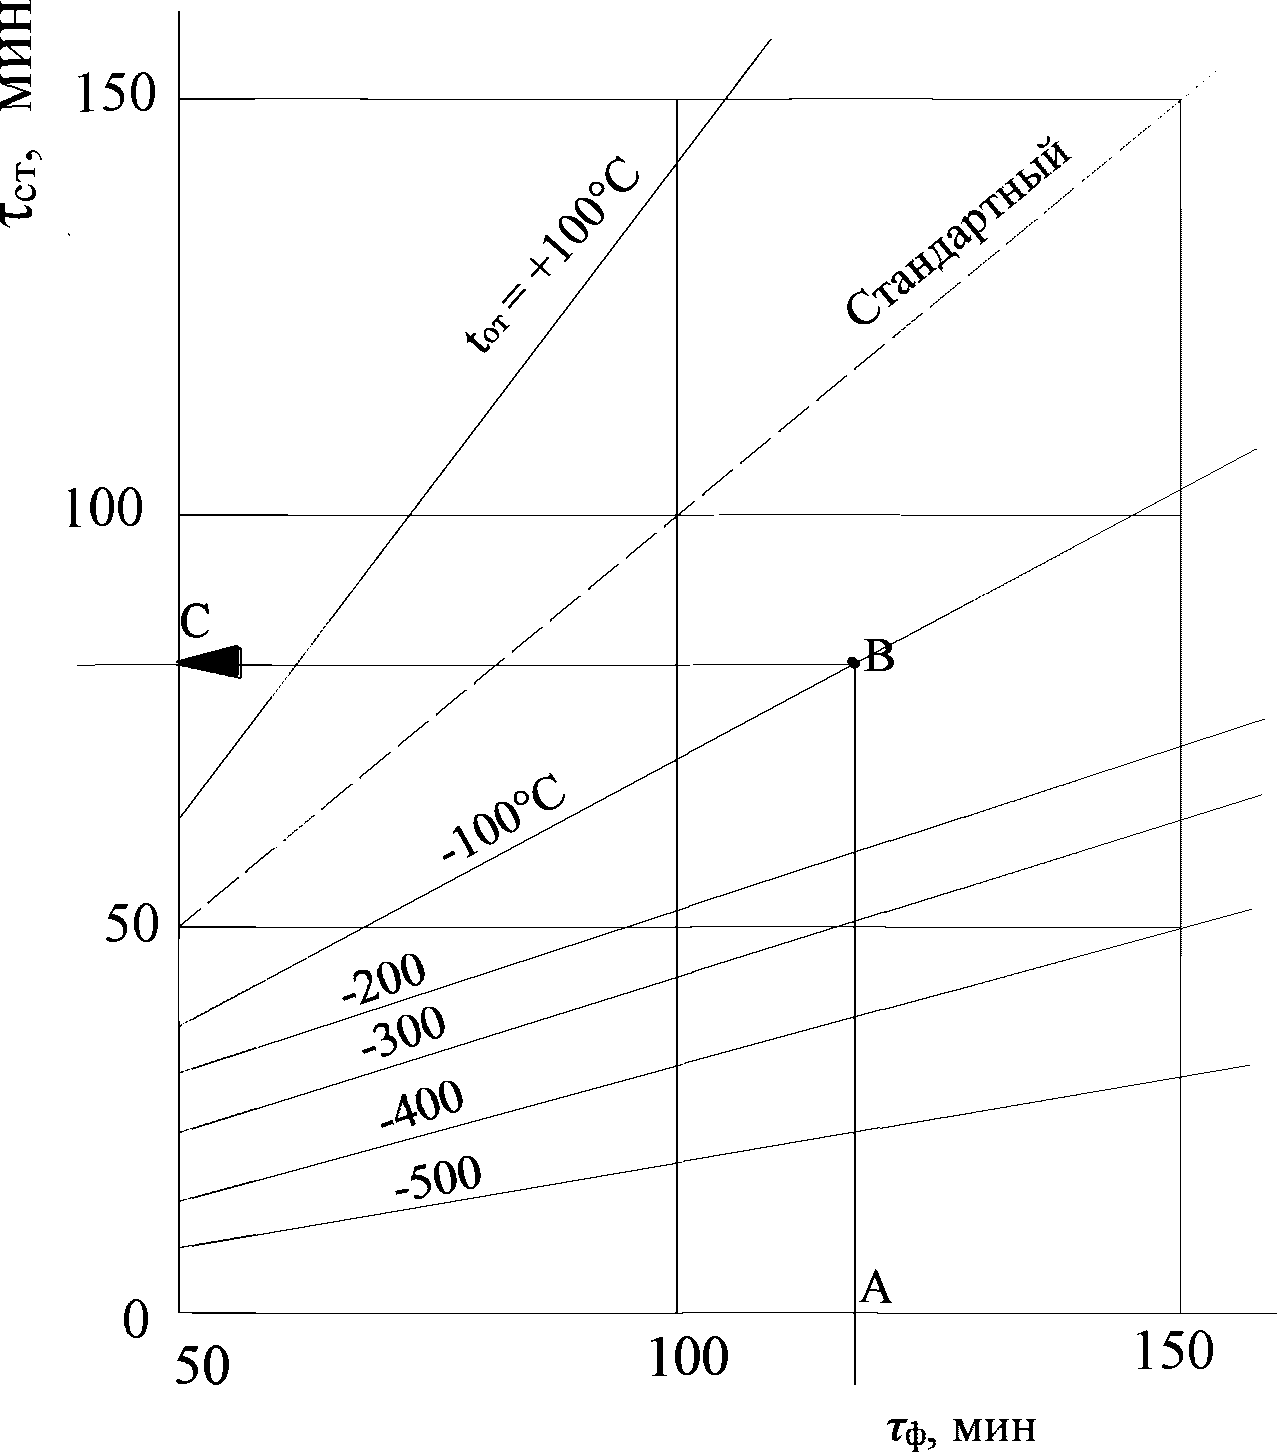 τст, мин
150
100
50
0
tот = +100°C
Стандартный
C
B
-100°C
-200
-300
-400
-500
A
50
100
150
τф, мин